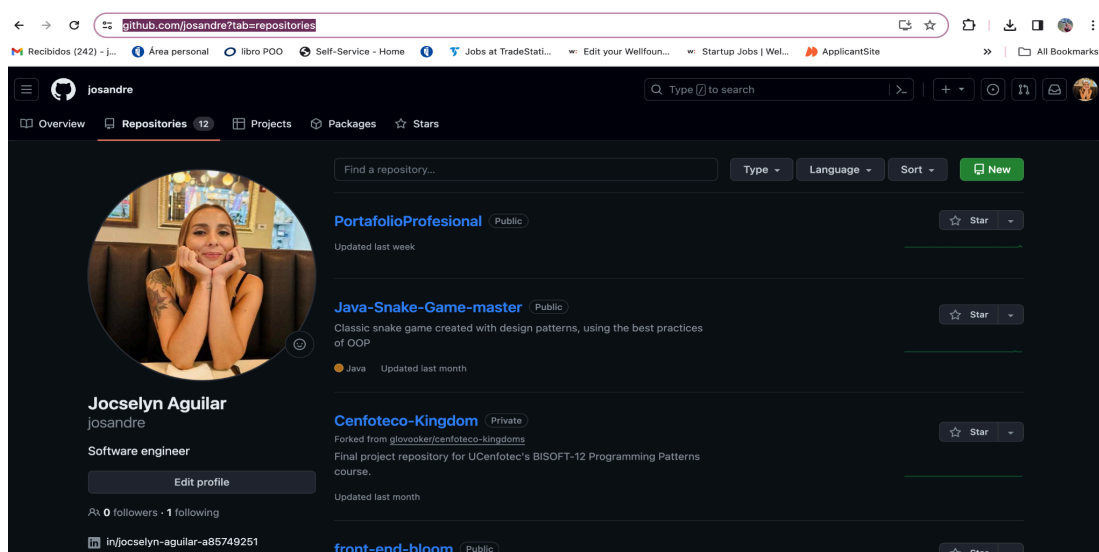 github.com/josandre?tab=repositories
Recibidos (242) - j...
Área personal
libro POO
Self-Service - Home
Jobs at TradeStati...
Edit your Wellfoun...
Startup Jobs | Wel...
ApplicantSite
All Bookmarks
josandre
Type / to search
Overview
Repositories 12
Projects
Packages
Stars
Find a repository...
Type
Language
Sort
New
PortafolioProfesional Public
Star
Updated last week
Java-Snake-Game-master Public
Star
Classic snake game created with design patterns, using the best practices
of OOP
Java Updated last month
Jocselyn Aguilar
josandre
Software engineer
Edit profile
0 followers · 1 following
in/jocselyn-aguilar-a85749251
Cenfoteco-Kingdom Private
Star
Forked from glovooker/cenfoteco-kingdoms
Final project repository for UCenfotec's BISOFT-12 Programming Patterns
course.
Updated last month
front-end-bloom Public
Star